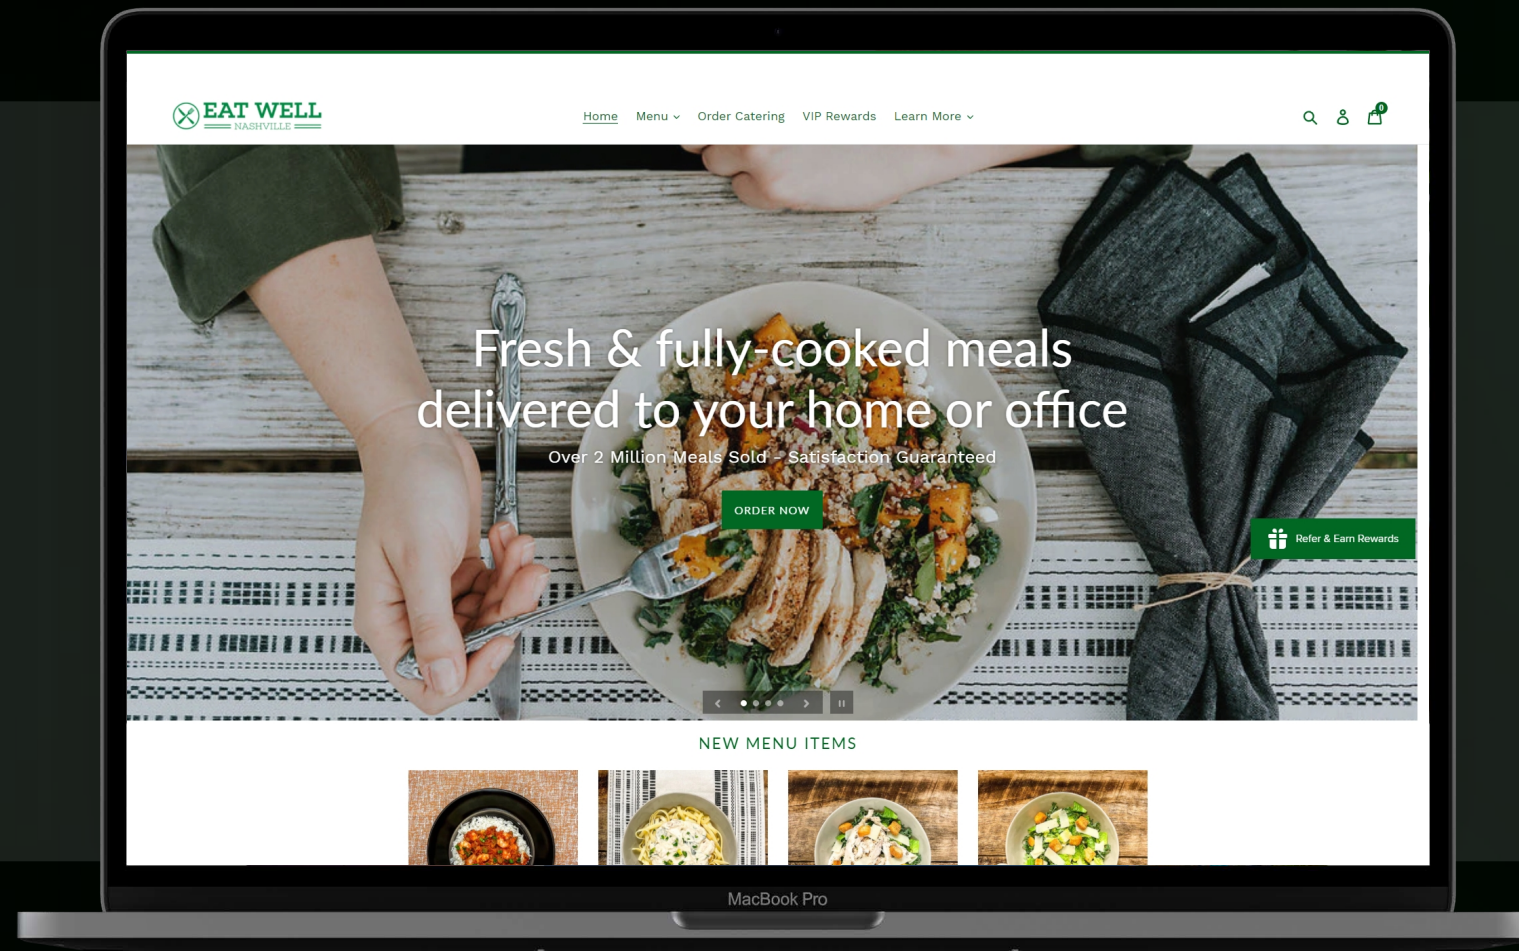 EAT WELL
NASHVILLE
Home
Menu
Order Catering
VIP Rewards
Learn More
0
Fresh & fully-cooked meals
delivered to your home or office
Over 2 Million Meals Sold - Satisfaction Guaranteed
ORDER NOW
Refer & Earn Rewards
NEW MENU ITEMS
MacBook Pro